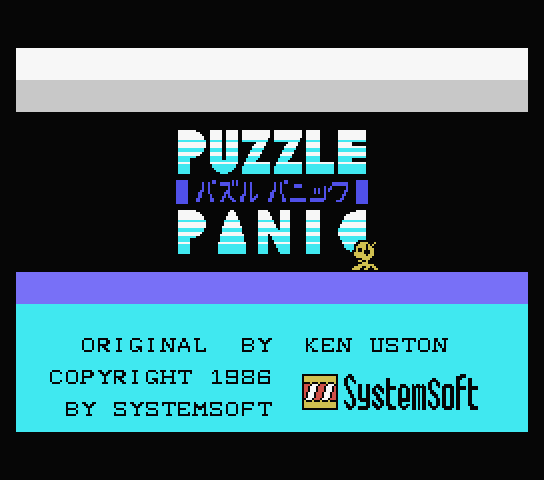 PUZZLE
パズル パニック
PANIC
ORIGINAL BY KEN USTON
COPYRIGHT 1986
BY SYSTEMSOFT
SystemSoft